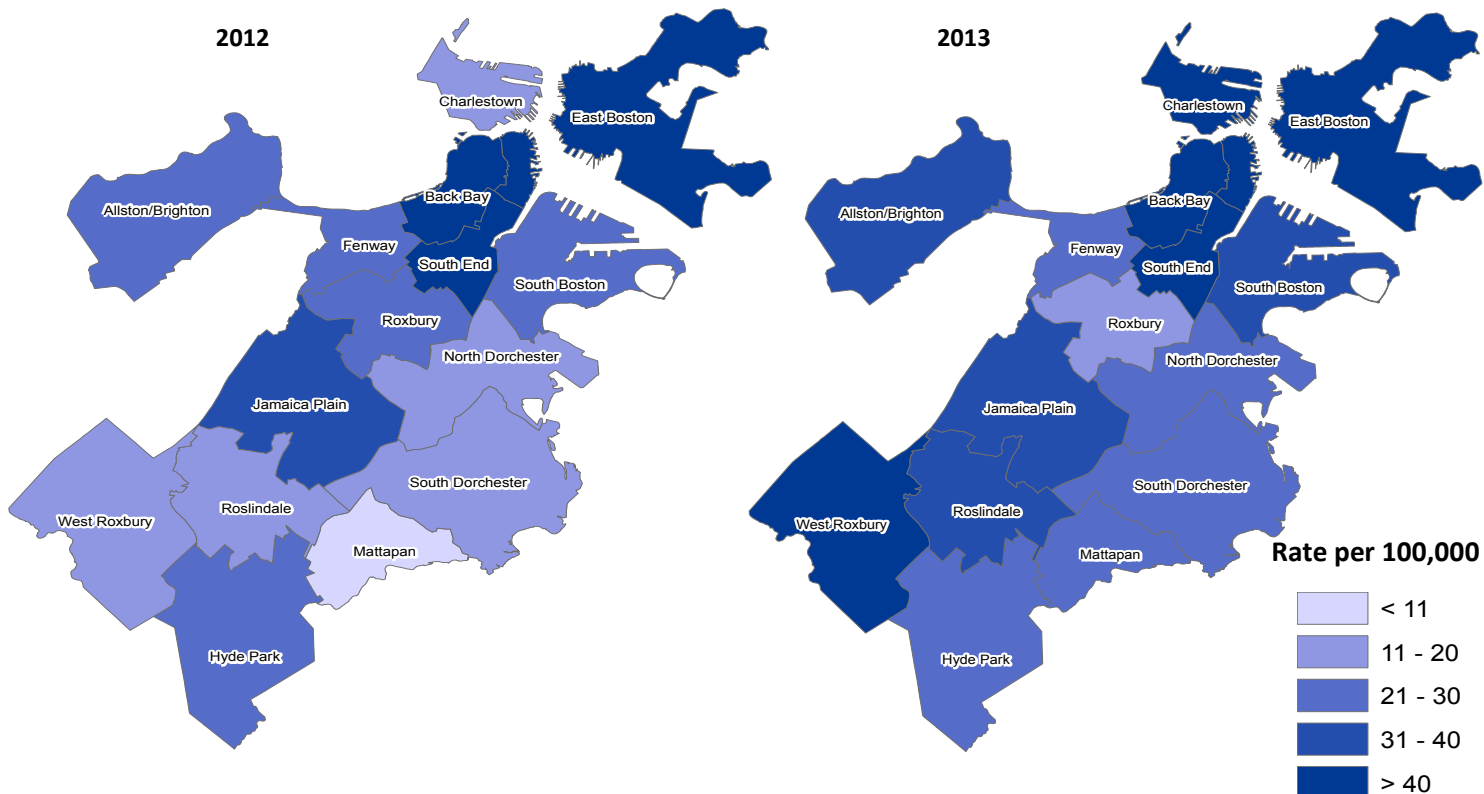 2012
Charlestown
East Boston
Allston/Brighton
Back Bay
Fenway
South End
South Boston
Roxbury
North Dorchester
Jamaica Plain
South Dorchester
Roslindale
West Roxbury
Mattapan
Hyde Park
2013
Charlestown
East Boston
Allston/Brighton
Back Bay
Fenway
South End
South Boston
Roxbury
North Dorchester
Jamaica Plain
South Dorchester
Roslindale
West Roxbury
Mattapan
Hyde Park
Rate per 100,000
< 11
11 - 20
21 - 30
31 - 40
> 40